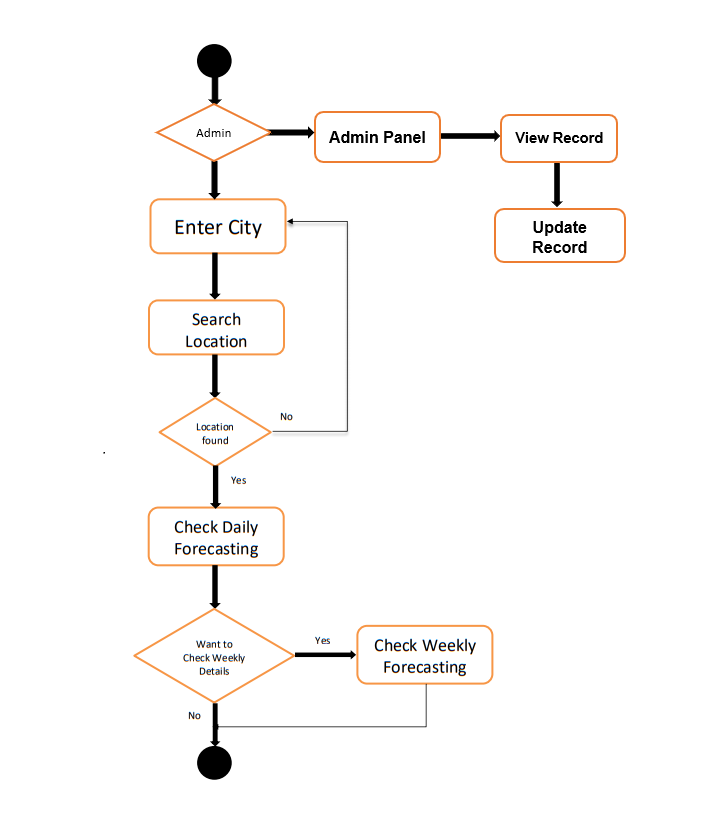 Admin
Admin Panel
View Record
Update
Record
Enter City
Search
Location
Location
found
No
Yes
Check Daily
Forecasting
Want to
Check Weekly
Details
Yes
Check Weekly
Forecasting
No